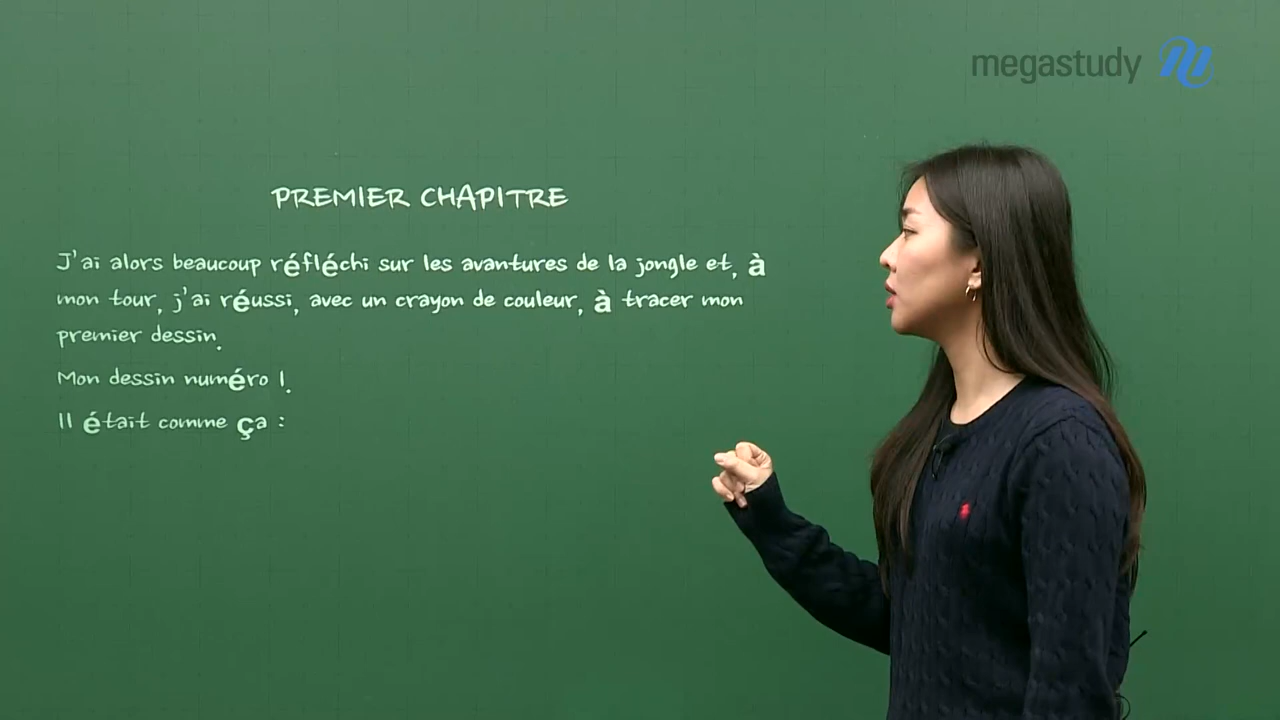 megastudy
PREMIER CHAPITRE
J'ai alors beaucoup réfléchi sur les avantures de la jongle et, à
mon tour, j'ai réussi, avec un crayon de couleur, à tracer mon
premier dessin.
Mon dessin numéro 1.
Il était comme ça :